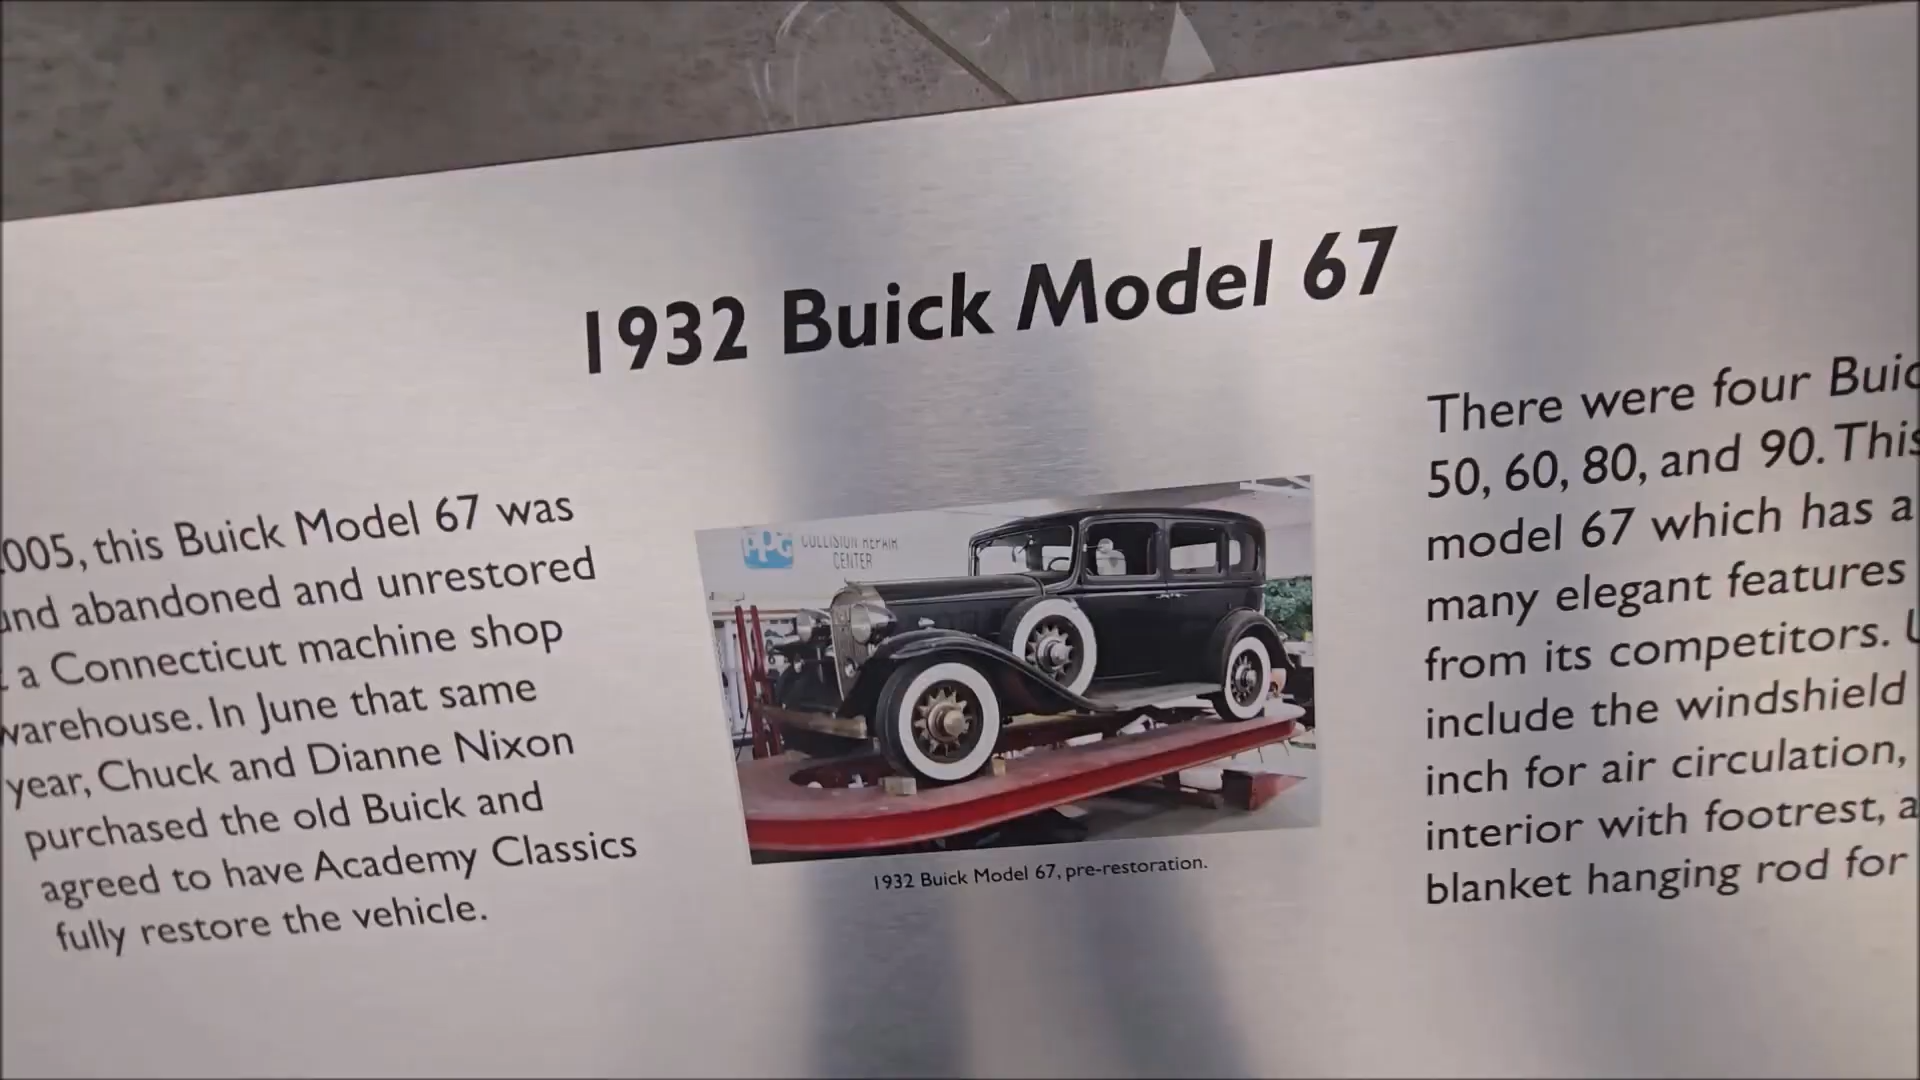 1932 Buick Model 67
005, this Buick Model 67 was
and abandoned and unrestored
a Connecticut machine shop
warehouse. In June that same
year, Chuck and Dianne Nixon
purchased the old Buick and
agreed to have Academy Classics
fully restore the vehicle.
PPG COLLISION REPAIR
CENTER
1932 Buick Model 67, pre-restoration.
There were four Buic
50, 60, 80, and 90. This
model 67 which has a
many elegant features
from its competitors. U
include the windshield
inch for air circulation,
interior with footrest, a
blanket hanging rod for